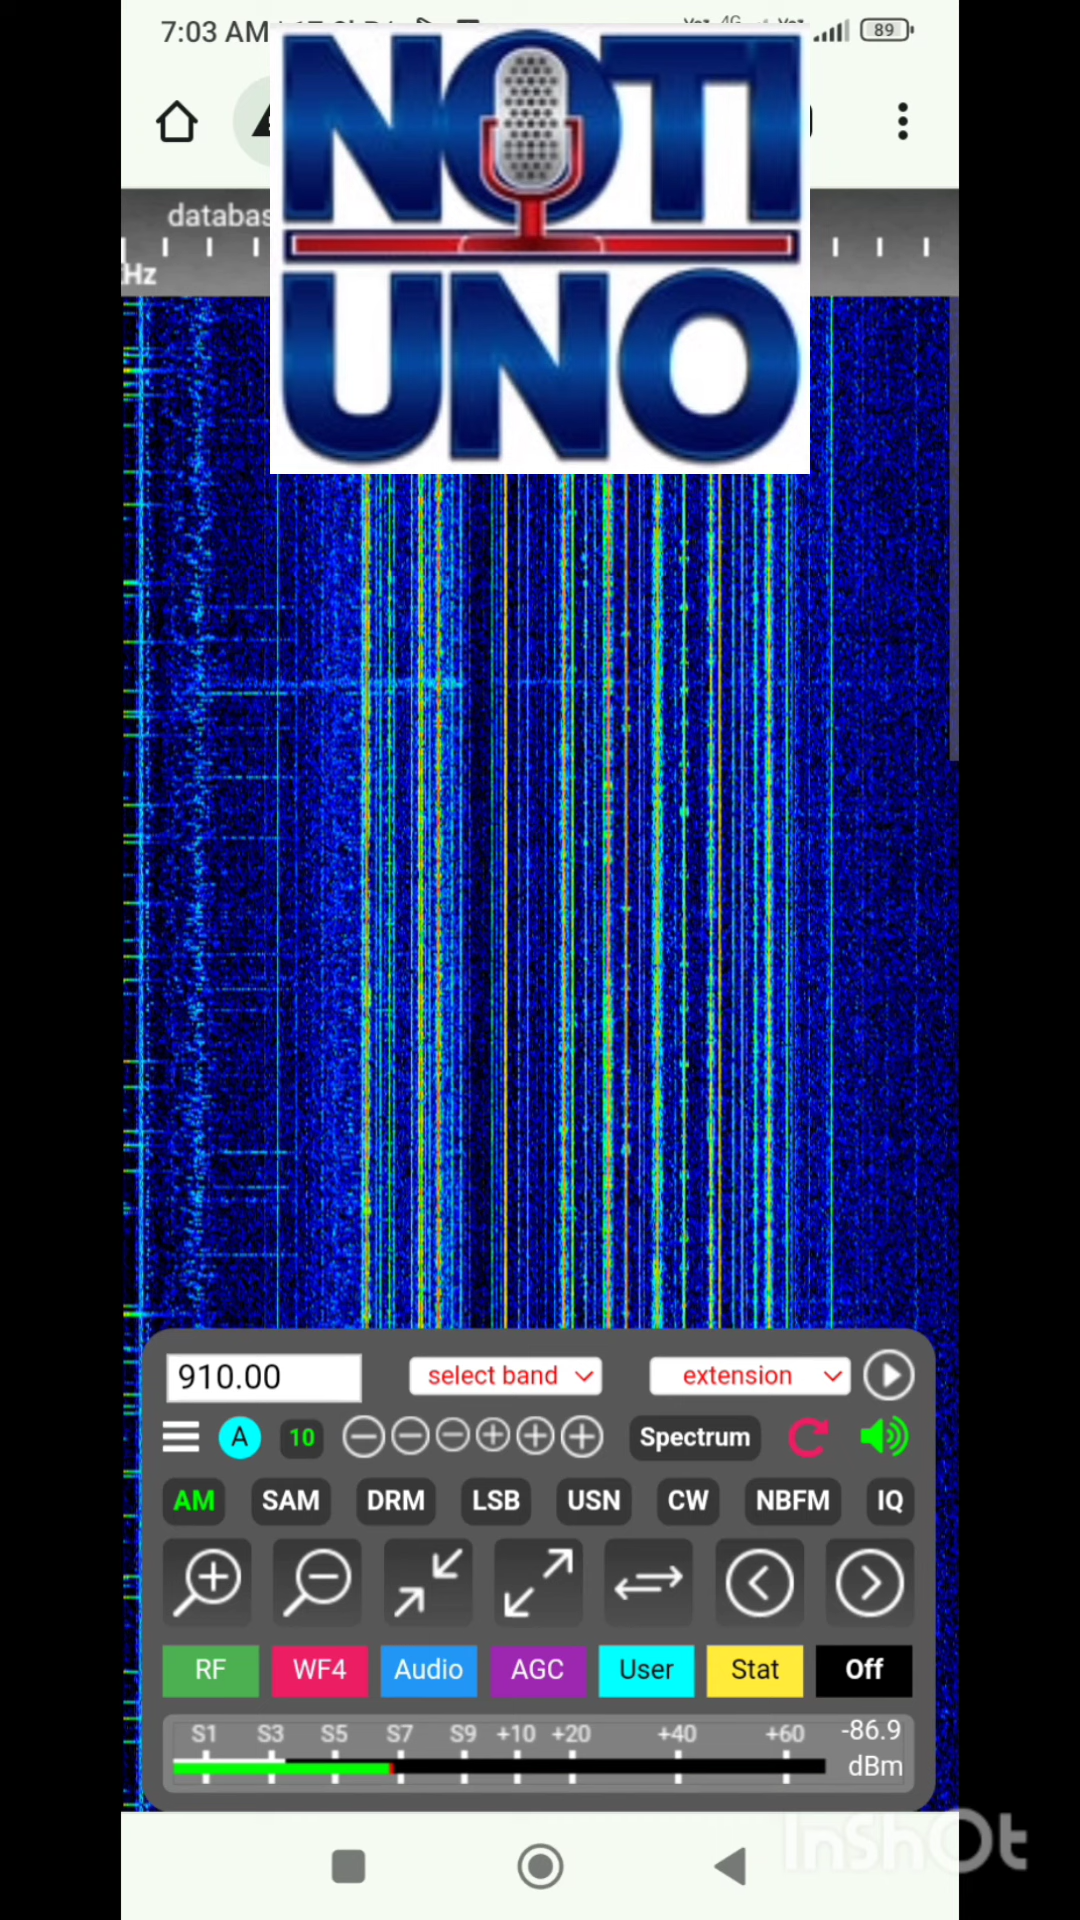 7:03 AM
4G
89
NOTI
UNO
databas
Hz
910.00
select band
extension
A
10
Spectrum
AM
SAM
DRM
LSB
USN
CW
NBFM
IQ
RF
WF4
Audio
AGC
User
Stat
Off
S1 S3 S5 S7 S9 +10 +20 +40 +60
-86.9
dBm
InShOt